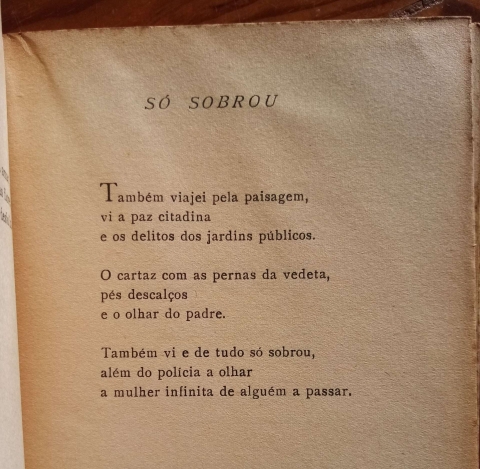 SÓ SOBROU
Também viajei pela paisagem,
vi a paz citadina
e os delitos dos jardins públicos.
O cartaz com as pernas da vedeta,
pés descalços
e o olhar do padre.
Também vi e de tudo só sobrou,
além do polícia a olhar
a mulher infinita de alguém a passar.